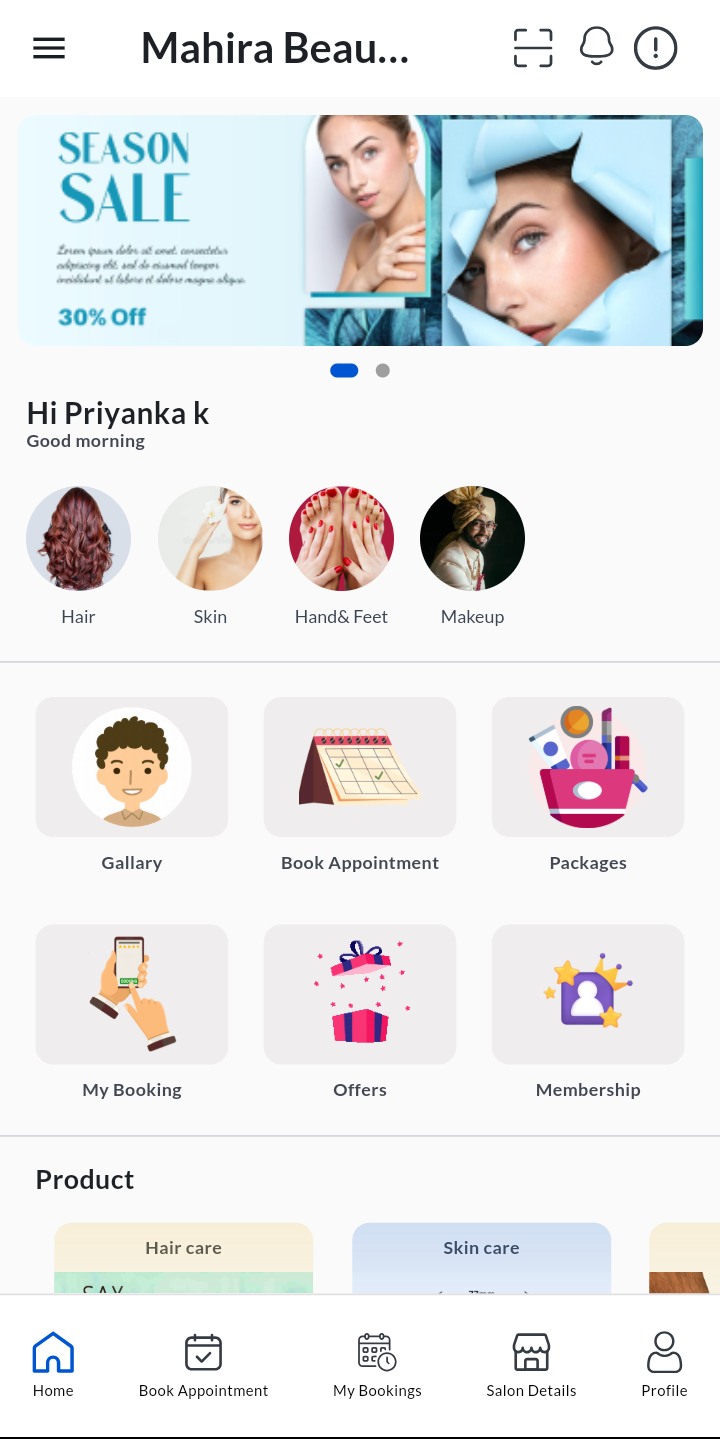 Mahira Beau...
SEASON
SALE
Lorem ipsum dolor sit amet, consectetur
adipiscing elit, sed do eiusmod tempor
incididunt ut labore et dolore magna aliqua.
30% Off
Hi Priyanka k
Good morning
Hair
Skin
Hand& Feet
Makeup
Gallary
Book Appointment
Packages
My Booking
Offers
Membership
Product
Hair care
Skin care
Home
Book Appointment
My Bookings
Salon Details
Profile